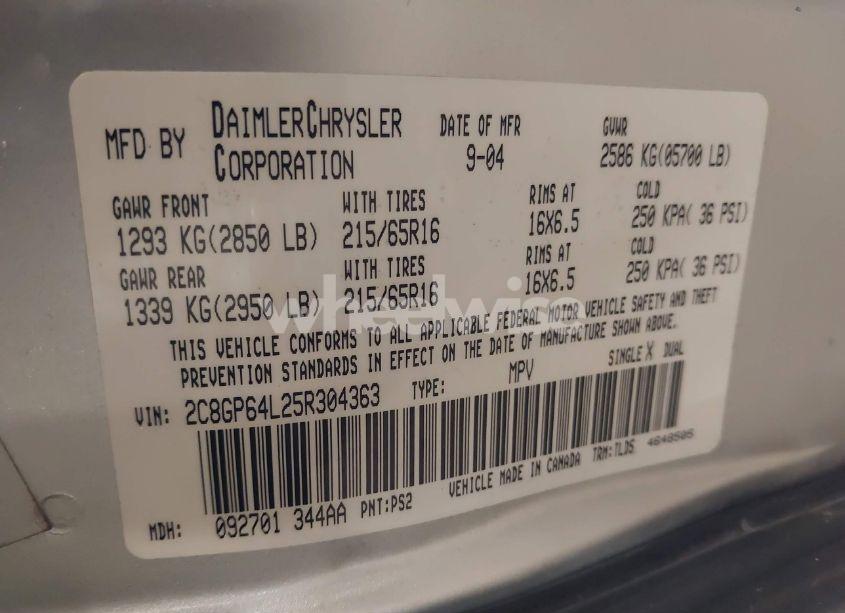 MFD BY DAIMLERCHRYSLER CORPORATION DATE OF MFR 9-04 GVWR 2586 KG(05700 LB)
GAWR FRONT WITH TIRES RIMS AT COLD
1293 KG(2850 LB) 215/65R16 16X6.5 250 KPA( 36 PSI)
GAWR REAR WITH TIRES RIMS AT COLD
1339 KG(2950 LB) 215/65R16 16X6.5 250 KPA( 36 PSI)
wheelwise
THIS VEHICLE CONFORMS TO ALL APPLICABLE FEDERAL MOTOR VEHICLE SAFETY AND THEFT
PREVENTION STANDARDS IN EFFECT ON THE DATE OF MANUFACTURE SHOWN ABOVE.
VIN: 2C8GP64L25R304363 TYPE: MPV SINGLE X DUAL
VEHICLE MADE IN CANADA TRM:TLDS 4648505
MDH: 092701 344AA PNT:PS2